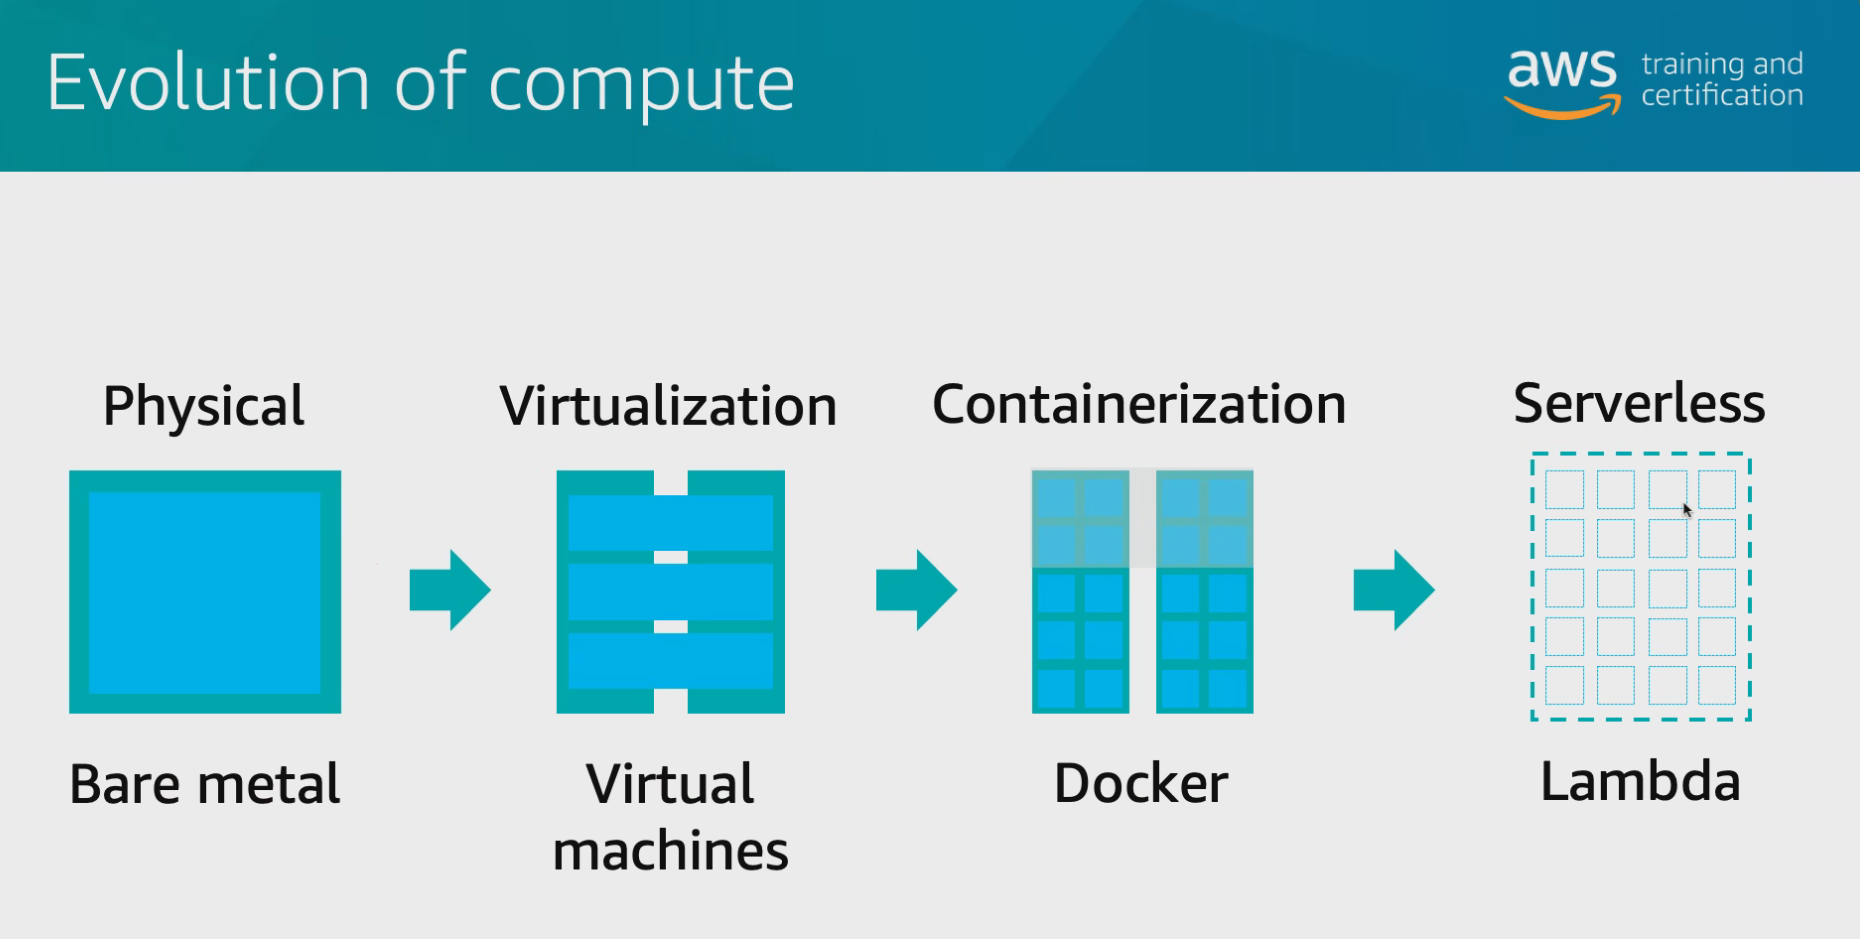 Evolution of compute
aws training and
certification
Physical
Virtualization
Containerization
Serverless
Bare metal
Virtual
machines
Docker
Lambda